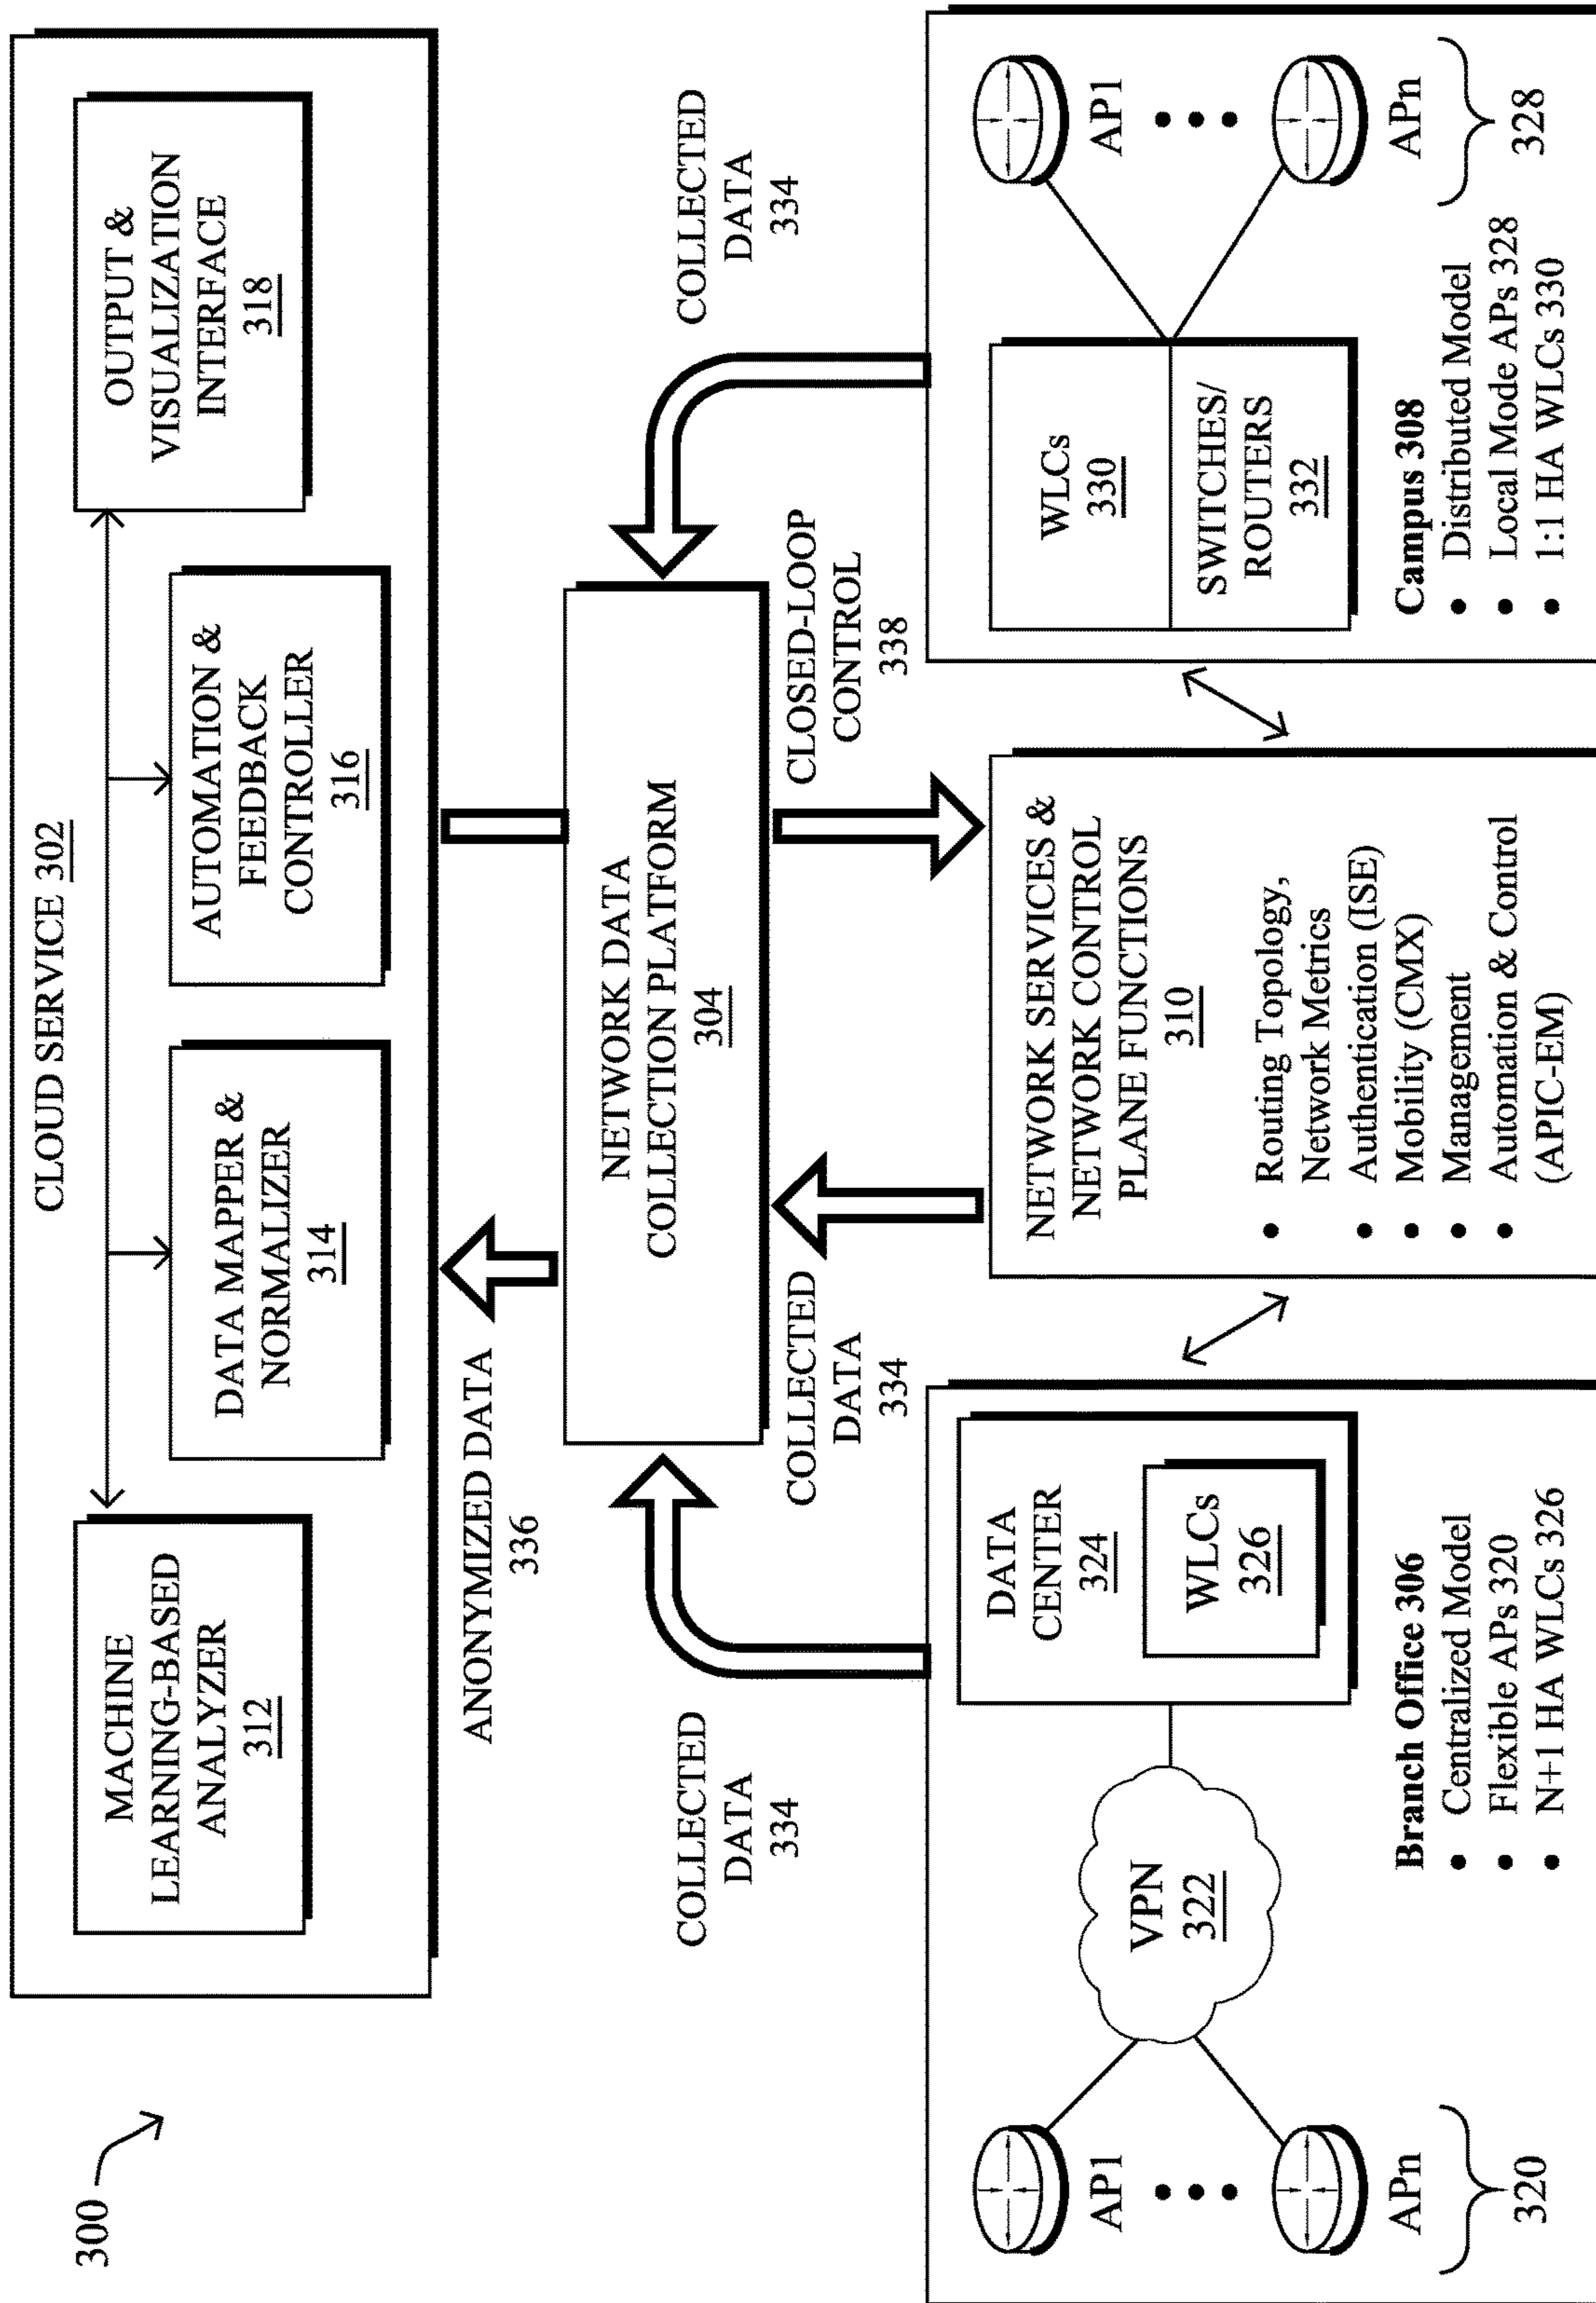 300
CLOUD SERVICE 302
MACHINE
LEARNING-BASED
ANALYZER
312
DATA MAPPER &
NORMALIZER
314
AUTOMATION &
FEEDBACK
CONTROLLER
316
OUTPUT &
VISUALIZATION
INTERFACE
318
ANONYMIZED DATA
336
COLLECTED
DATA
334
NETWORK DATA
COLLECTION PLATFORM
304
COLLECTED
DATA
334
COLLECTED
DATA
334
CLOSED-LOOP
CONTROL
338
AP1
APn
320
VPN
322
DATA
CENTER
324
WLCs
326
Branch Office 306
• Centralized Model
• Flexible APs 320
• N+1 HA WLCs 326
NETWORK SERVICES &
NETWORK CONTROL
PLANE FUNCTIONS
310
• Routing Topology,
Network Metrics
• Authentication (ISE)
• Mobility (CMX)
• Management
• Automation & Control
(APIC-EM)
WLCs
330
SWITCHES/
ROUTERS
332
AP1
APn
328
Campus 308
• Distributed Model
• Local Mode APs 328
• 1:1 HA WLCs 330